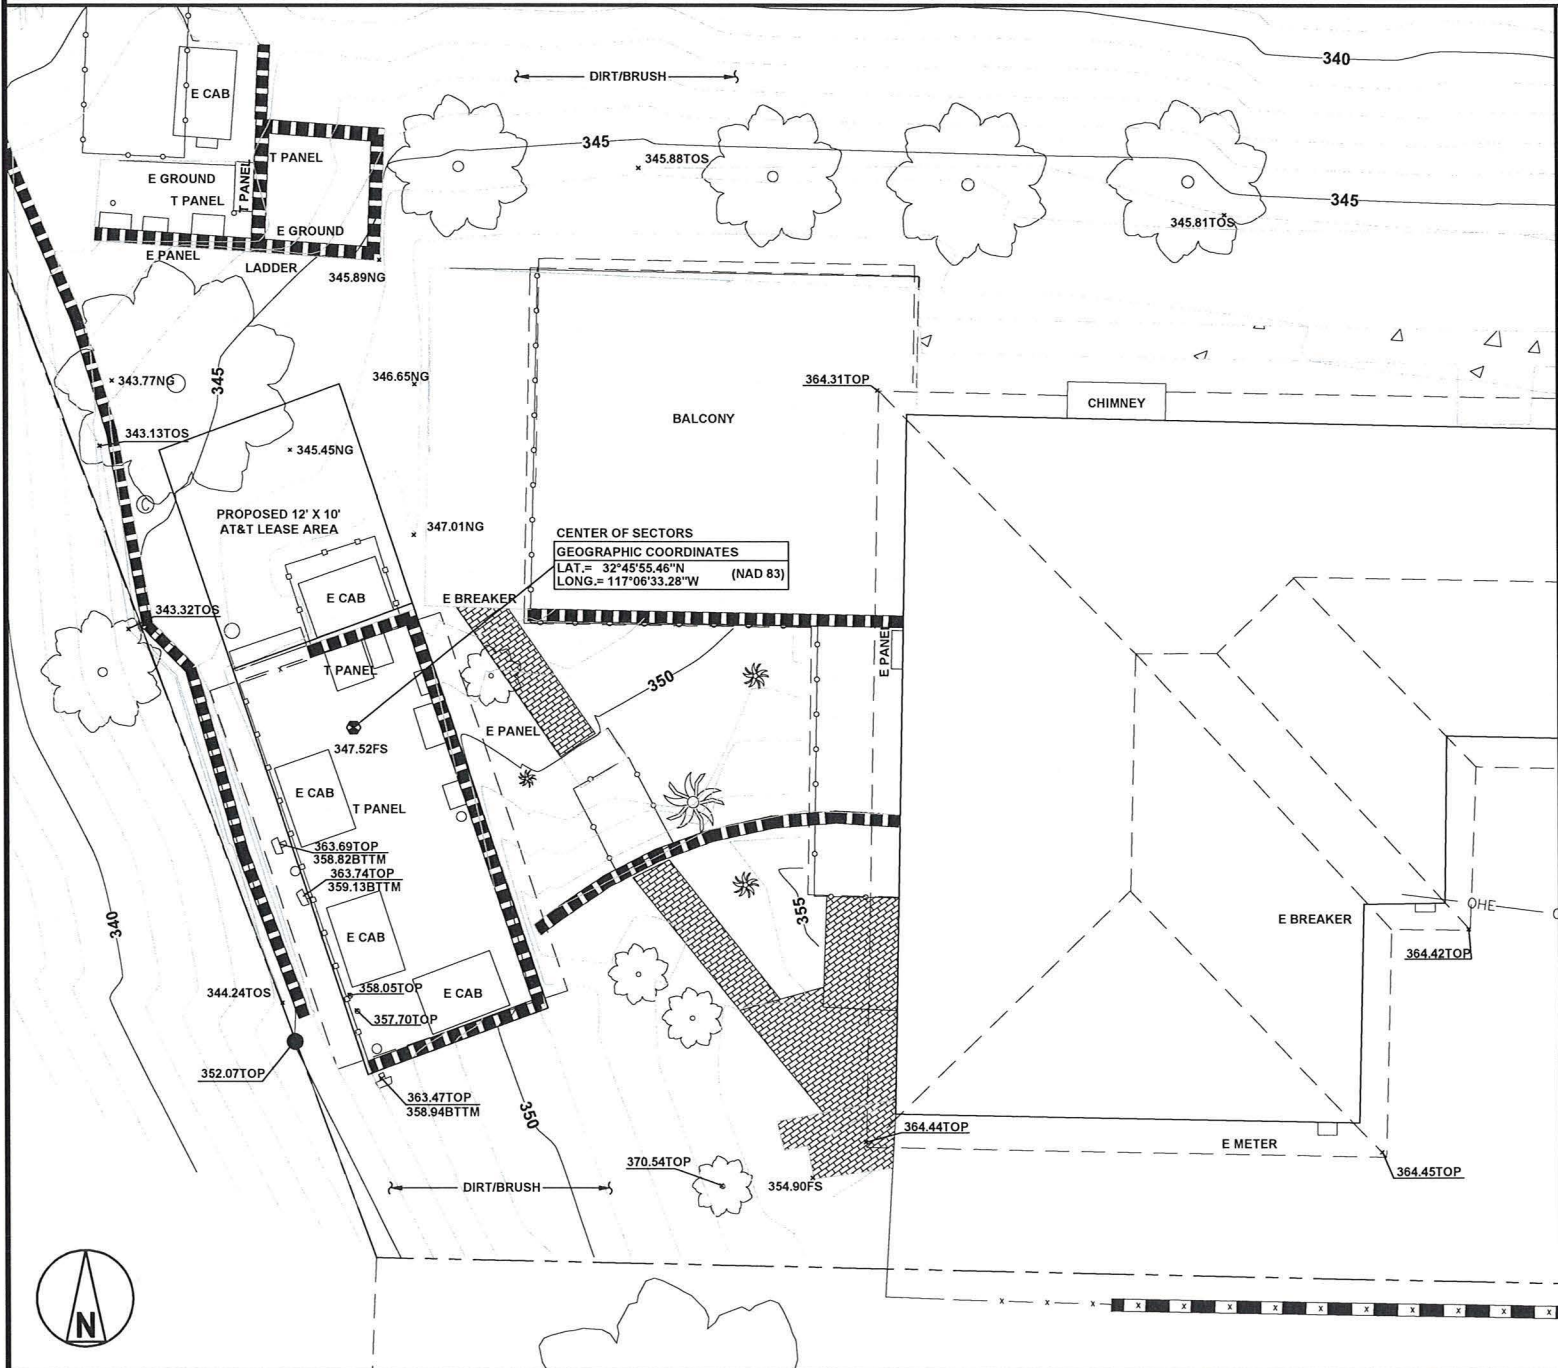 340
DIRT/BRUSH
E CAB
345
345.88TOS
T PANEL
T PANEL
E GROUND
T PANEL
345
345.81TOS
E GROUND
E PANEL
LADDER
345.89NG
343.77NG
345
346.65NG
364.31TOP
CHIMNEY
BALCONY
343.13TOS
345.45NG
PROPOSED 12' X 10'
AT&T LEASE AREA
347.01NG
CENTER OF SECTORS
GEOGRAPHIC COORDINATES
LAT.= 32°45'55.46"N
LONG.= 117°06'33.28"W
(NAD 83)
E CAB
E BREAKER
343.32TOS
E PANEL
T PANEL
350
E PANEL
347.52FS
E CAB
T PANEL
363.69TOP
358.82BTTM
363.74TOP
359.13BTTM
355
340
E CAB
E BREAKER
OHE
364.42TOP
344.24TOS
358.05TOP
E CAB
357.70TOP
352.07TOP
363.47TOP
358.94BTTM
350
364.44TOP
E METER
370.54TOP
364.45TOP
DIRT/BRUSH
354.90FS
N